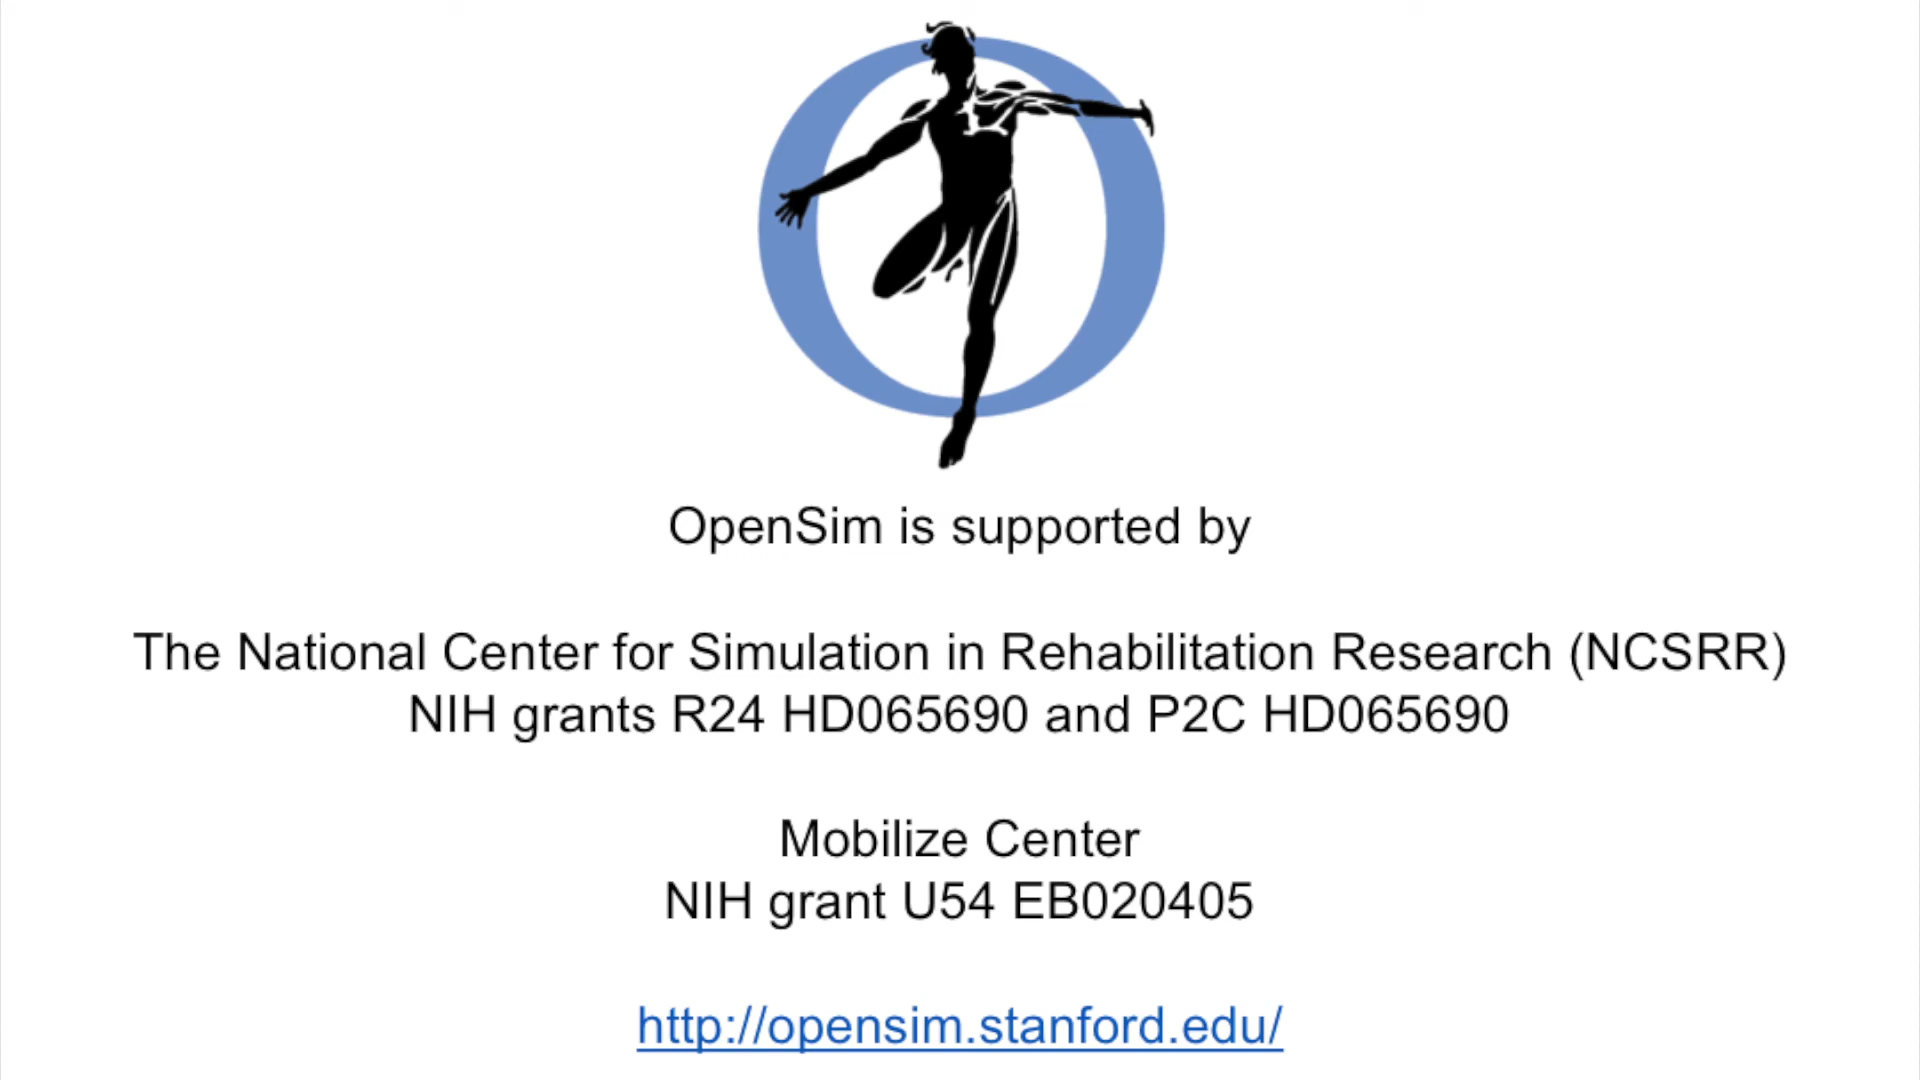 OpenSim is supported by
The National Center for Simulation in Rehabilitation Research (NCSRR)
NIH grants R24 HD065690 and P2C HD065690
Mobilize Center
NIH grant U54 EB020405
http://opensim.stanford.edu/